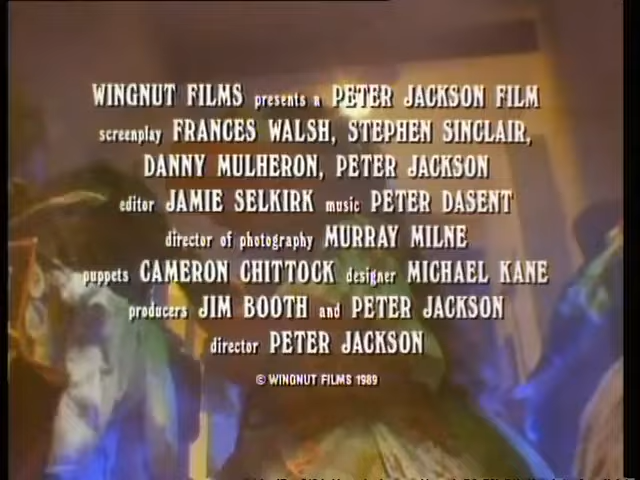 WINGNUT FILMS presents a PETER JACKSON FILM
screenplay FRANCES WALSH, STEPHEN SINCLAIR,
DANNY MULHERON, PETER JACKSON
editor JAMIE SELKIRK music PETER DASENT
director of photography MURRAY MILNE
puppets CAMERON CHITTOCK designer MICHAEL KANE
producers JIM BOOTH and PETER JACKSON
director PETER JACKSON
© WINGNUT FILMS 1989